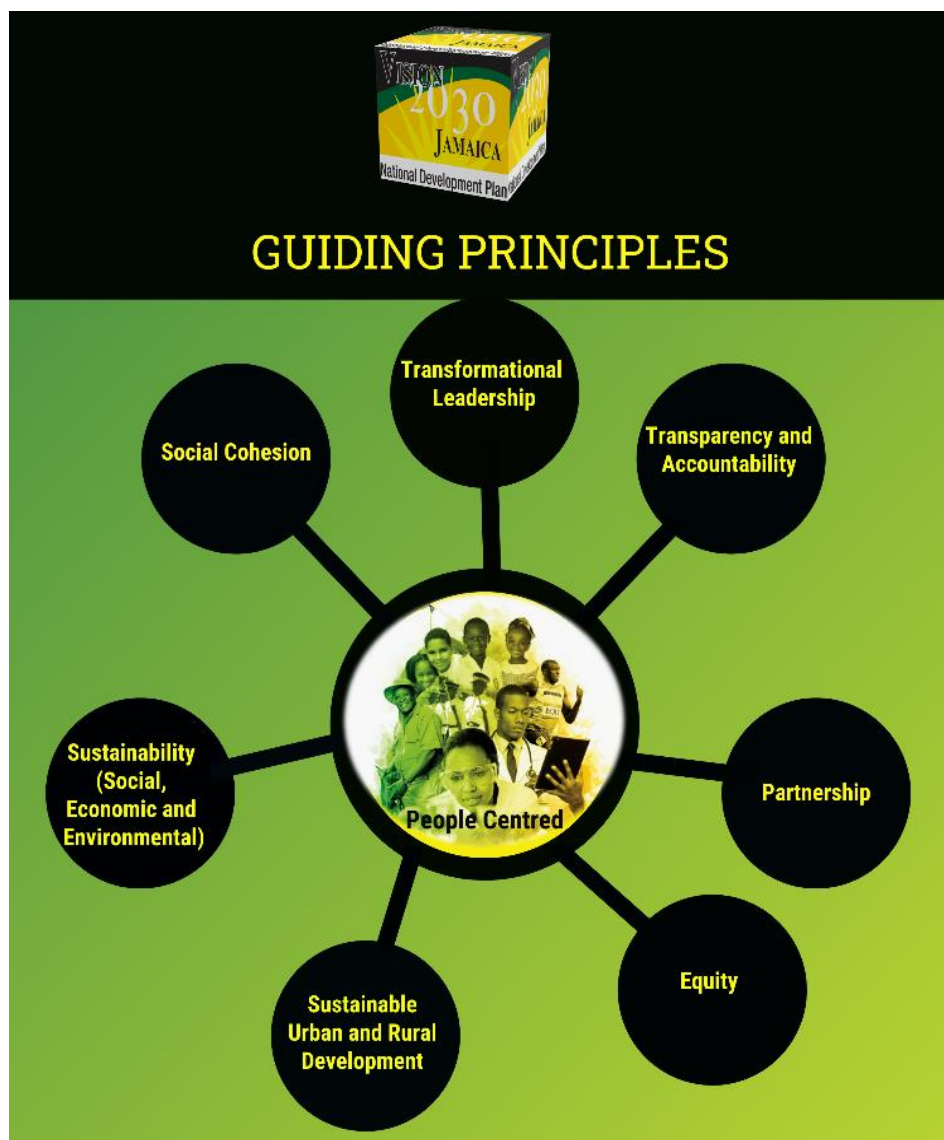 VISION
2030
JAMAICA
National Development Plan
GUIDING PRINCIPLES
Transformational
Leadership
Social Cohesion
Transparency and
Accountability
Sustainability
(Social,
Economic and
Environmental)
Partnership
People Centred
Equity
Sustainable
Urban and Rural
Development